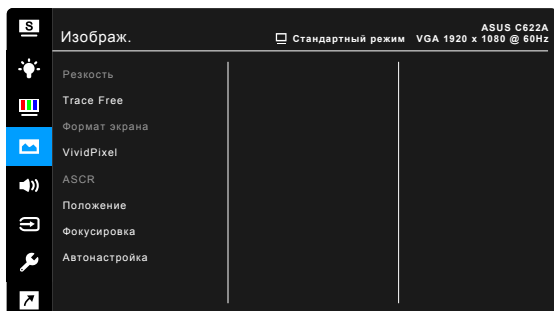 S
ASUS C622A
Изображ.
Стандартный режим VGA 1920 x 1080 @ 60Hz
Резкость
Trace Free
Формат экрана
VividPixel
ASCR
Положение
Фокусировка
Автонастройка